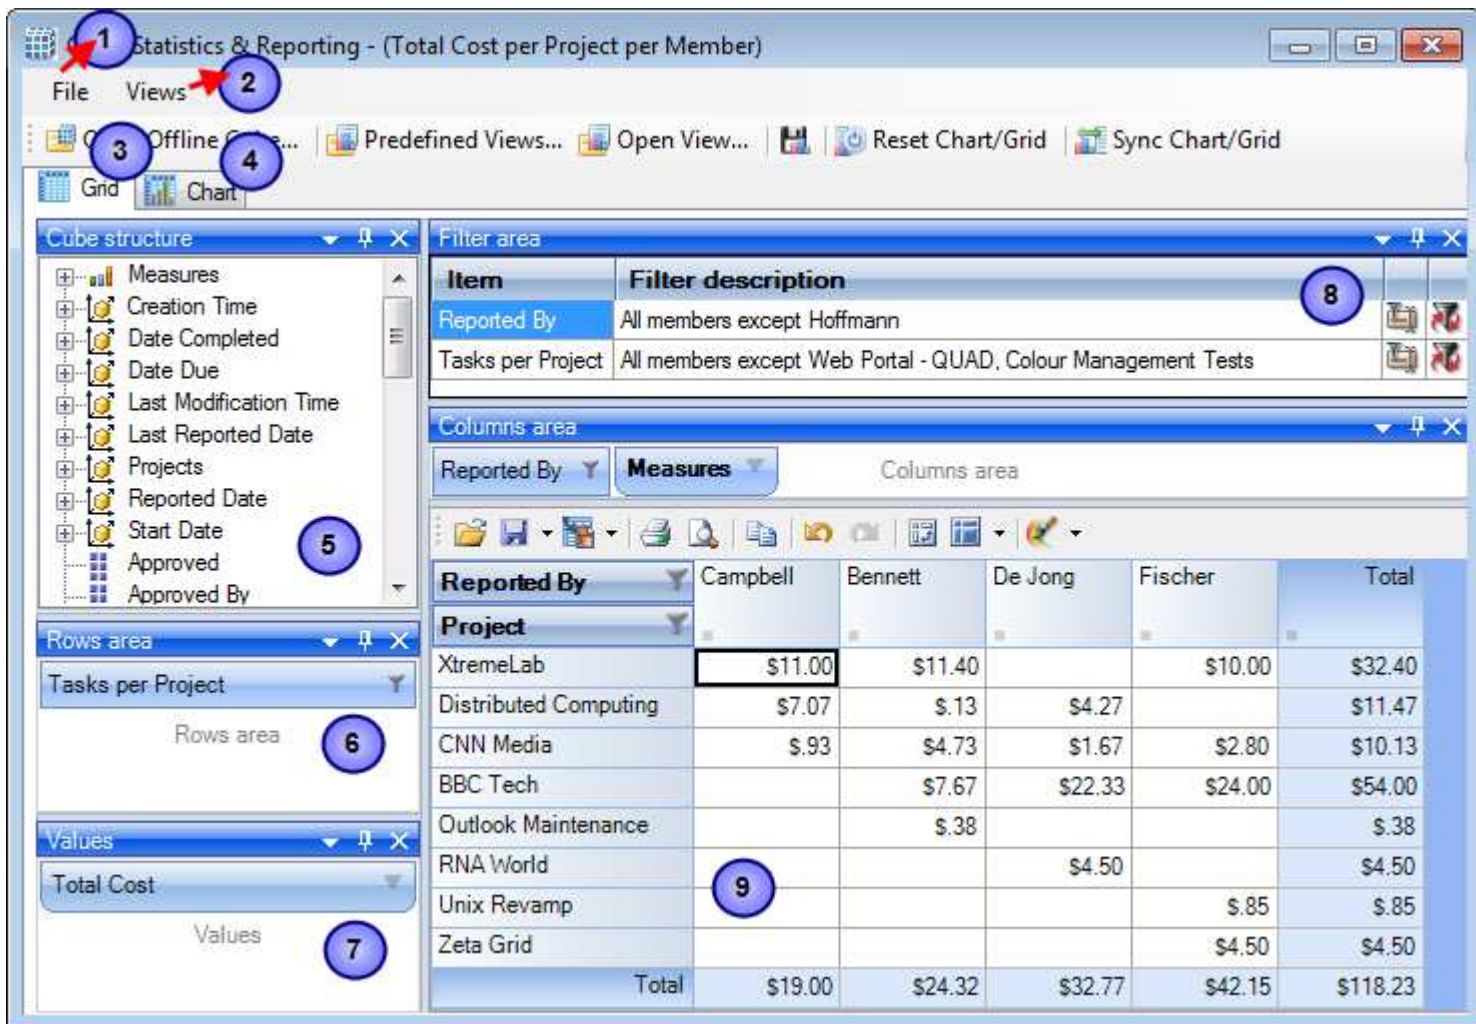 1
Statistics & Reporting - (Total Cost per Project per Member)
File Views 2
3 Offline 4 ... Predefined Views... Open View... Reset Chart/Grid Sync Chart/Grid
Grid Chart
Cube structure
Measures
Creation Time
Date Completed
Date Due
Last Modification Time
Last Reported Date
Projects
Reported Date
Start Date
5
Approved
Approved By
Rows area
Tasks per Project
Rows area
6
Values
Total Cost
Values
7
Filter area
Item Filter description
8
Reported By All members except Hoffmann
Tasks per Project All members except Web Portal - QUAD, Colour Management Tests
Columns area
Reported By Measures Columns area
Reported By Campbell Bennett De Jong Fischer Total
Project
XtremeLab $11.00 $11.40 $10.00 $32.40
Distributed Computing $7.07 $.13 $4.27 $11.47
CNN Media $.93 $4.73 $1.67 $2.80 $10.13
BBC Tech $7.67 $22.33 $24.00 $54.00
Outlook Maintenance $.38 $.38
RNA World $4.50 $4.50
9
Unix Revamp $.85 $.85
Zeta Grid $4.50 $4.50
Total $19.00 $24.32 $32.77 $42.15 $118.23